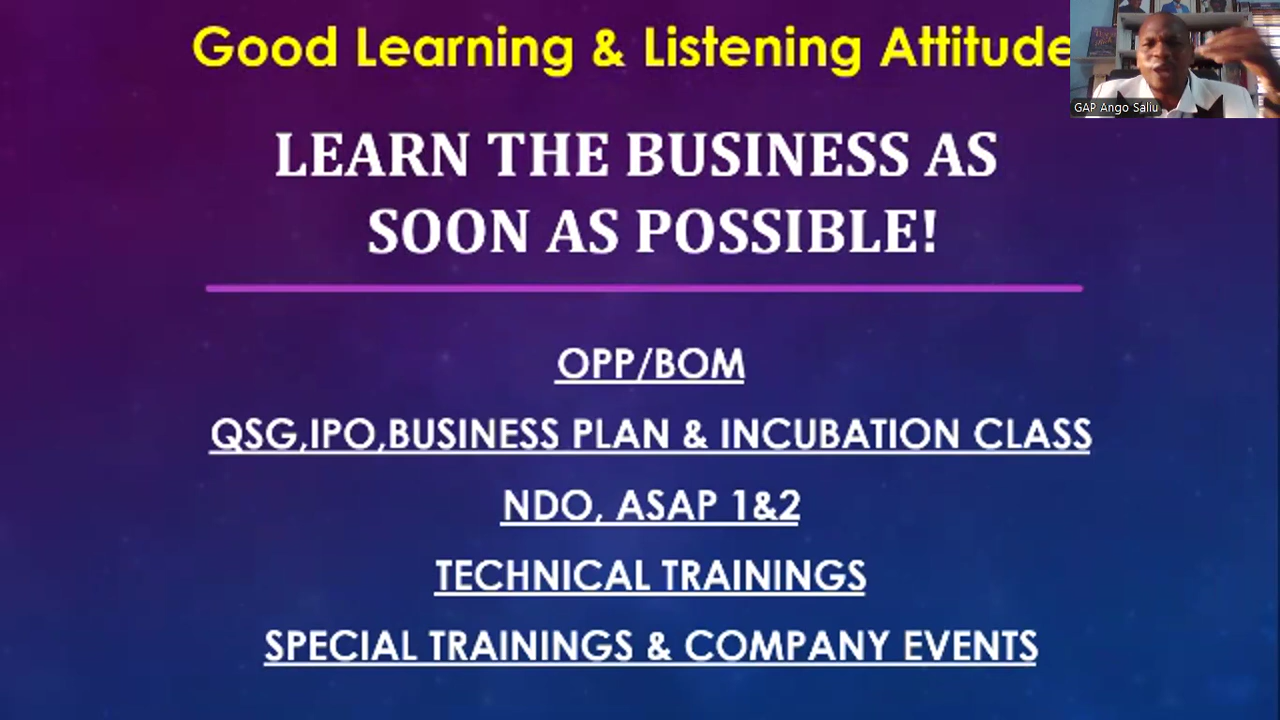 Good Learning & Listening Attitude
GAP Ango Saliu
LEARN THE BUSINESS AS
SOON AS POSSIBLE!
OPP/BOM
QSG,IPO,BUSINESS PLAN & INCUBATION CLASS
NDO, ASAP 1&2
TECHNICAL TRAININGS
SPECIAL TRAININGS & COMPANY EVENTS